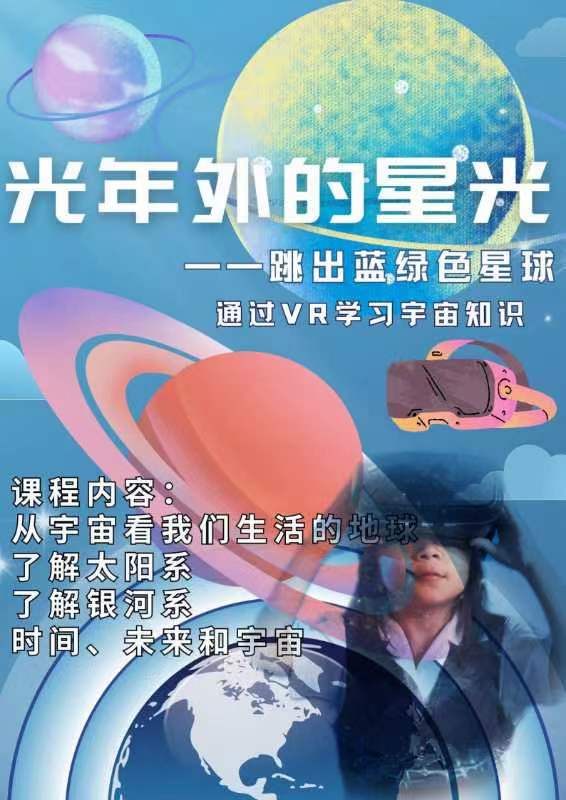 光年外的星光
——跳出蓝绿色星球
通过VR学习宇宙知识
课程内容：
从宇宙看我们生活的地球
了解太阳系
了解银河系
时间、未来和宇宙